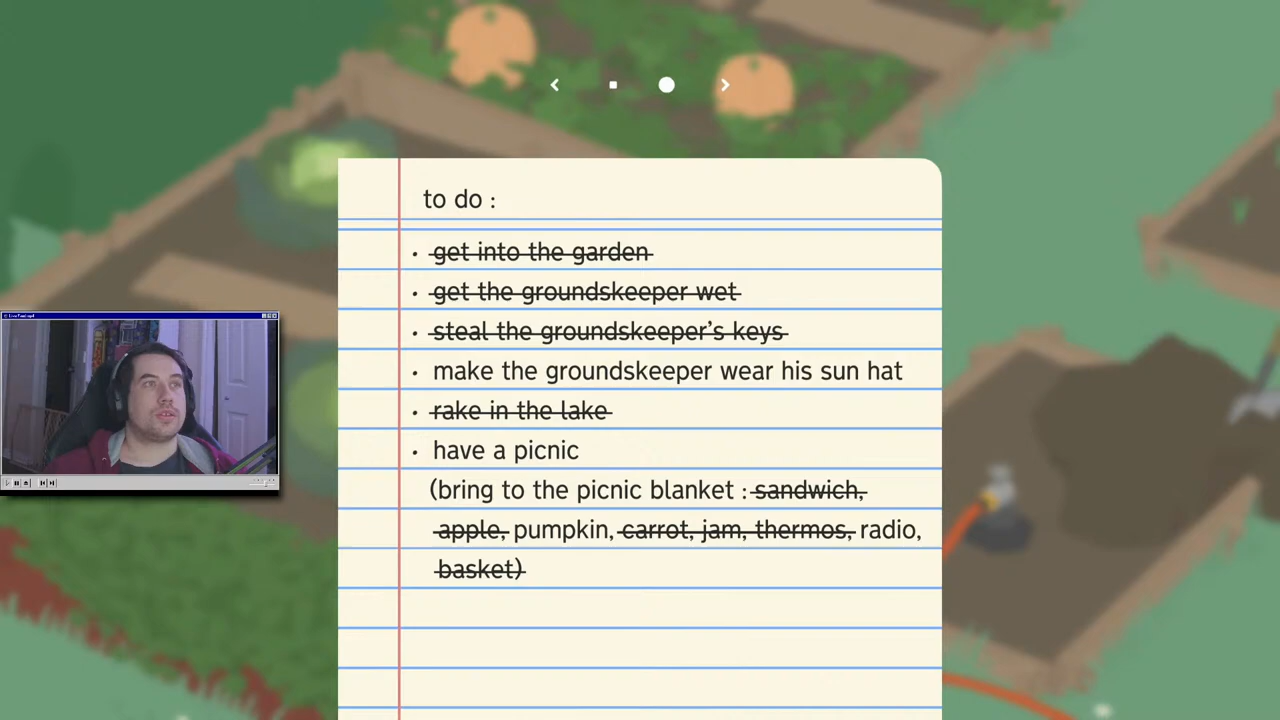 to do :
· get into the garden
· get the groundskeeper wet
· steal the groundskeeper's keys
· make the groundskeeper wear his sun hat
· rake in the lake
· have a picnic
(bring to the picnic blanket : sandwich,
apple, pumpkin, carrot, jam, thermos, radio,
basket)